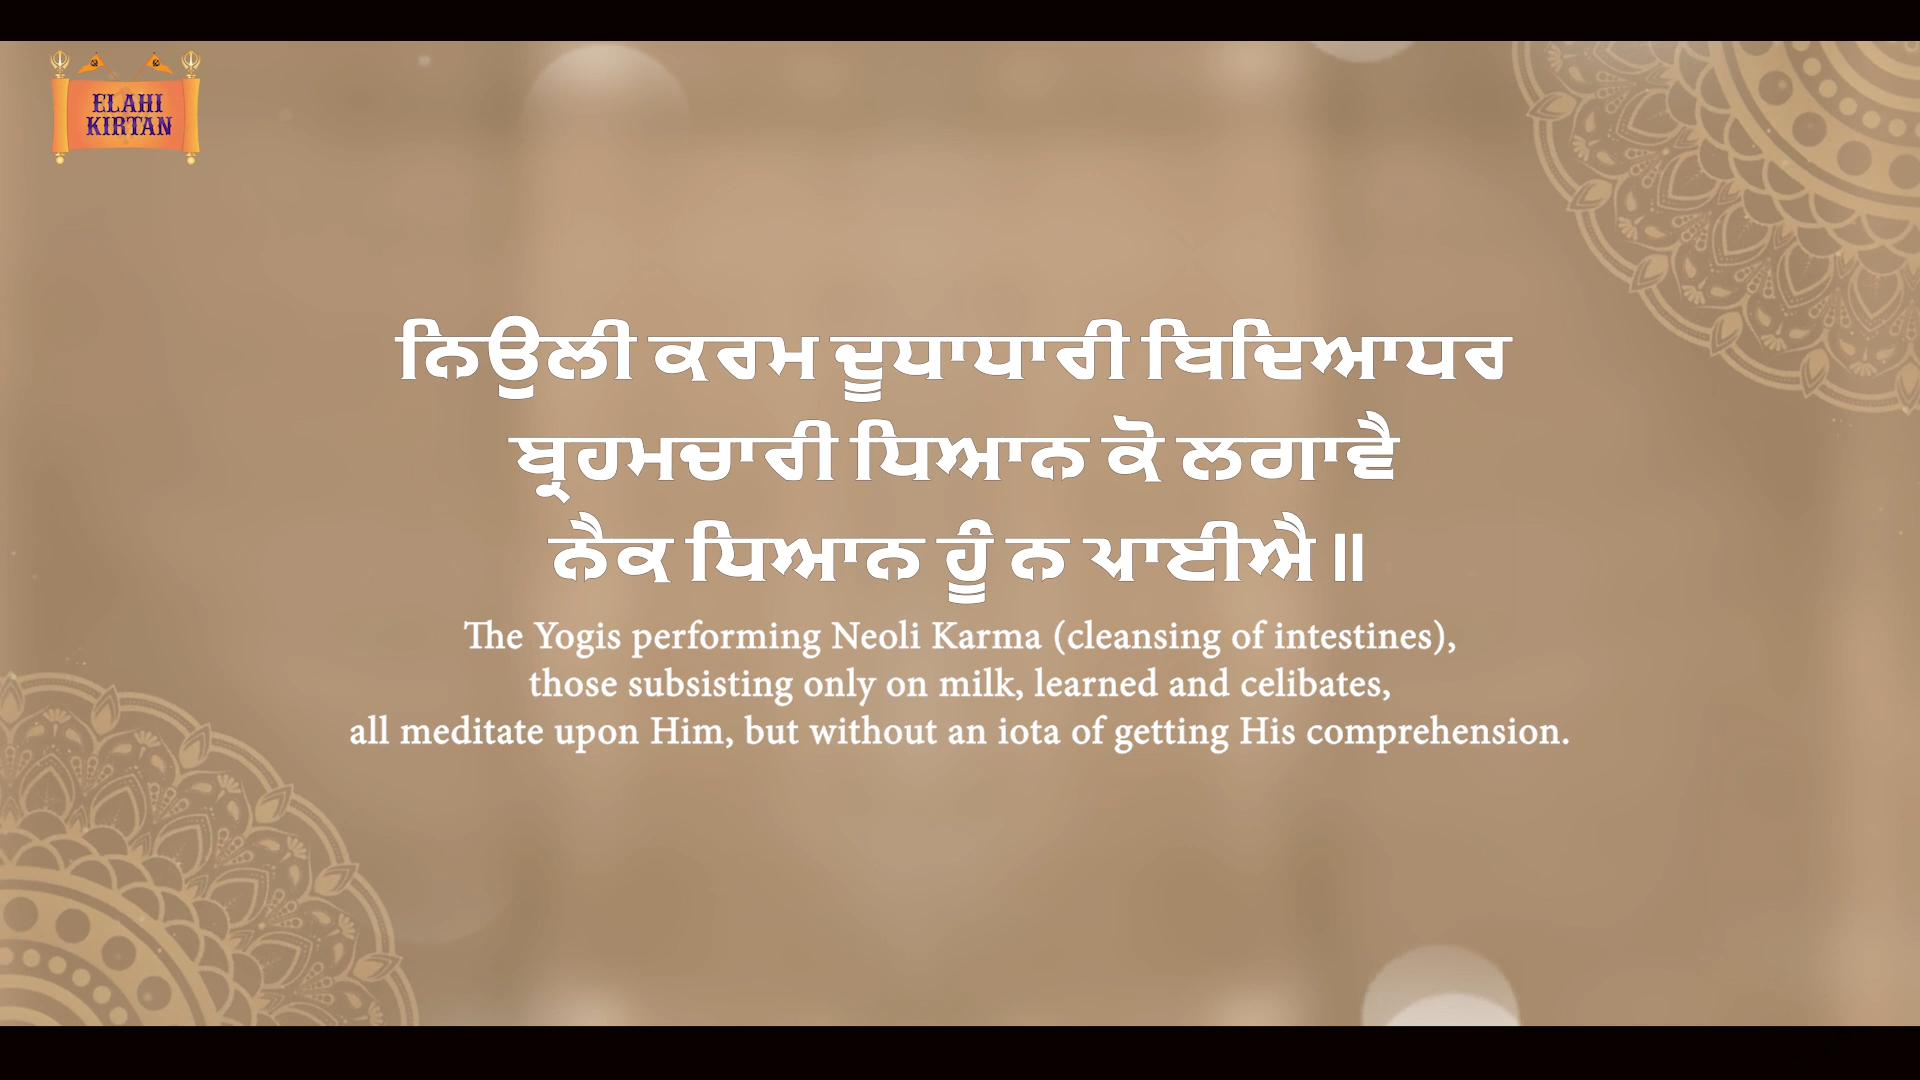 ELAHI
KIRTAN
ਨਿਉਲੀ ਕਰਮ ਦੂਧਾਧਾਰੀ ਬਿਦਿਆਧਰ
ਬ੍ਰਹਮਚਾਰੀ ਧਿਆਨ ਕੋ ਲਗਾਵੈ
ਨੈਕ ਧਿਆਨ ਹੂੰ ਨ ਪਾਈਐ॥
The Yogis performing Neoli Karma (cleansing of intestines),
those subsisting only on milk, learned and celibates,
all meditate upon Him, but without an iota of getting His comprehension.